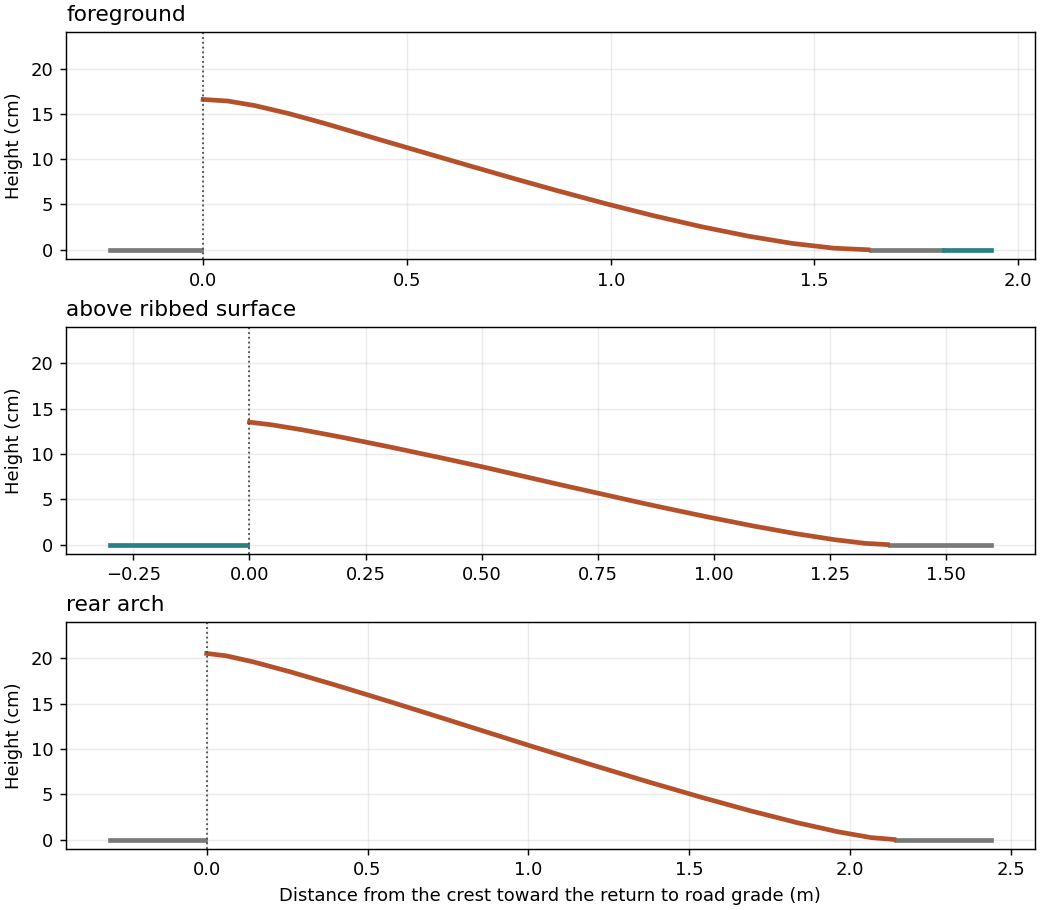 foreground
Height (cm)
20
15
10
5
0
0.0 0.5 1.0 1.5 2.0
above ribbed surface
Height (cm)
20
15
10
5
0
−0.25 0.00 0.25 0.50 0.75 1.00 1.25 1.50
rear arch
Height (cm)
20
15
10
5
0
0.0 0.5 1.0 1.5 2.0 2.5
Distance from the crest toward the return to road grade (m)